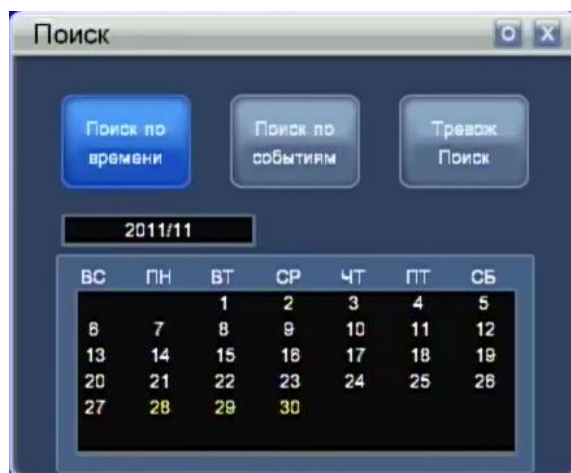 Поиск
O X
Поиск по
времени
Поиск по
событиям
Тревож
Поиск
2011/11
ВС ПН ВТ СР ЧТ ПТ СБ
1 2 3 4 5
6 7 8 9 10 11 12
13 14 15 16 17 18 19
20 21 22 23 24 25 26
27 28 29 30